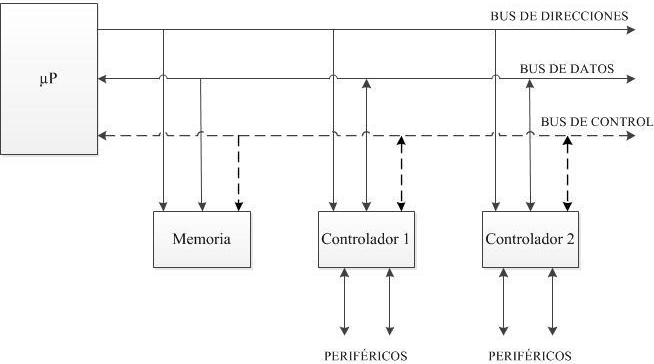 BUS DE DIRECCIONES
µP
BUS DE DATOS
BUS DE CONTROL
Memoria
Controlador 1
Controlador 2
PERIFÉRICOS
PERIFÉRICOS